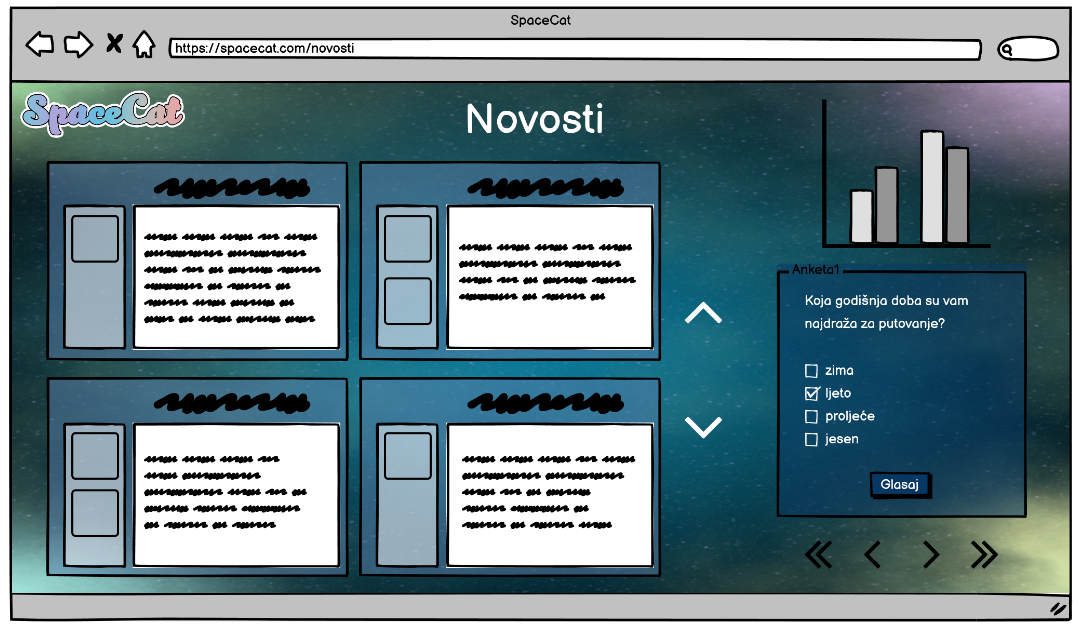 SpaceCat
https://spacecat.com/novosti
SpaceCat
Novosti
Anketa1
Koja godišnja doba su vam
najdraža za putovanje?
zima
ljeto
proljeće
jesen
Glasaj